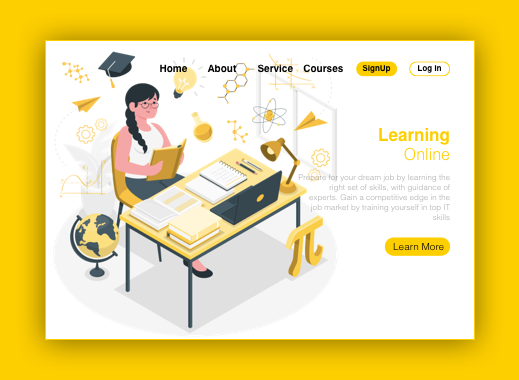 Home About Service Courses SignUp Log In
Learning
Online
Prepare for your dream job by learning the
right set of skills, with guidance of
experts. Gain a competitive edge in the
job market by training yourself in top IT
skills
Learn More